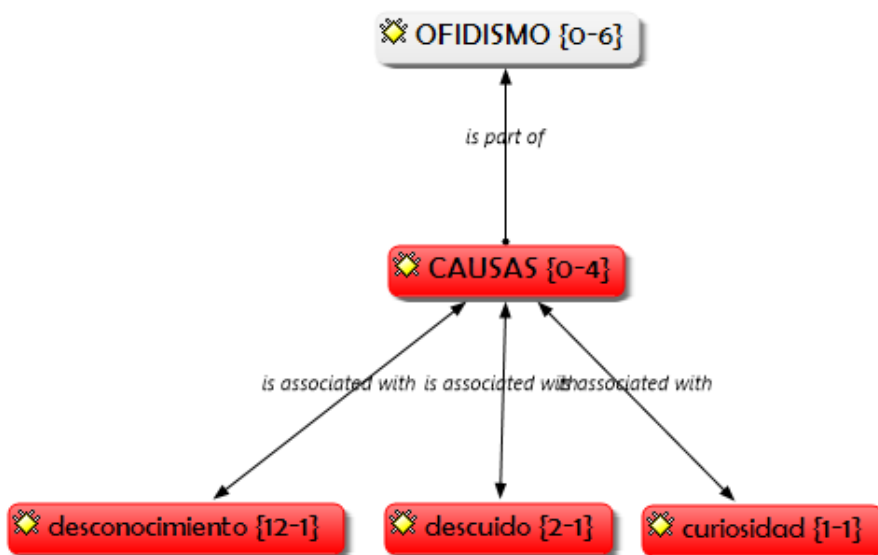 OFIDISMO {0-6}
is part of
CAUSAS {0-4}
is associated with
is associated with
is associated with
desconocimiento {12-1}
descuido {2-1}
curiosidad {1-1}